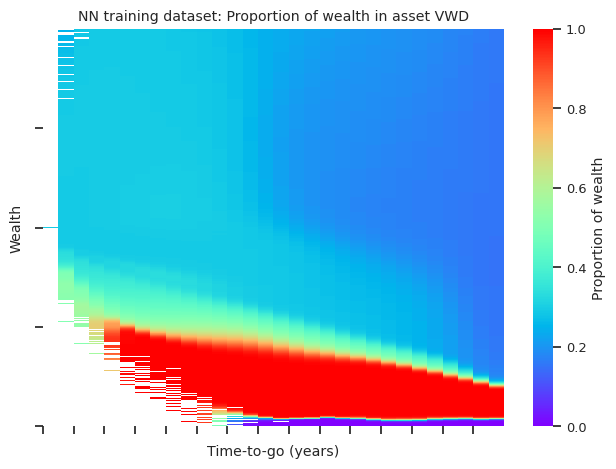 NN training dataset: Proportion of wealth in asset VWD
Wealth
Time-to-go (years)
1.0
0.8
0.6
0.4
0.2
0.0
Proportion of wealth